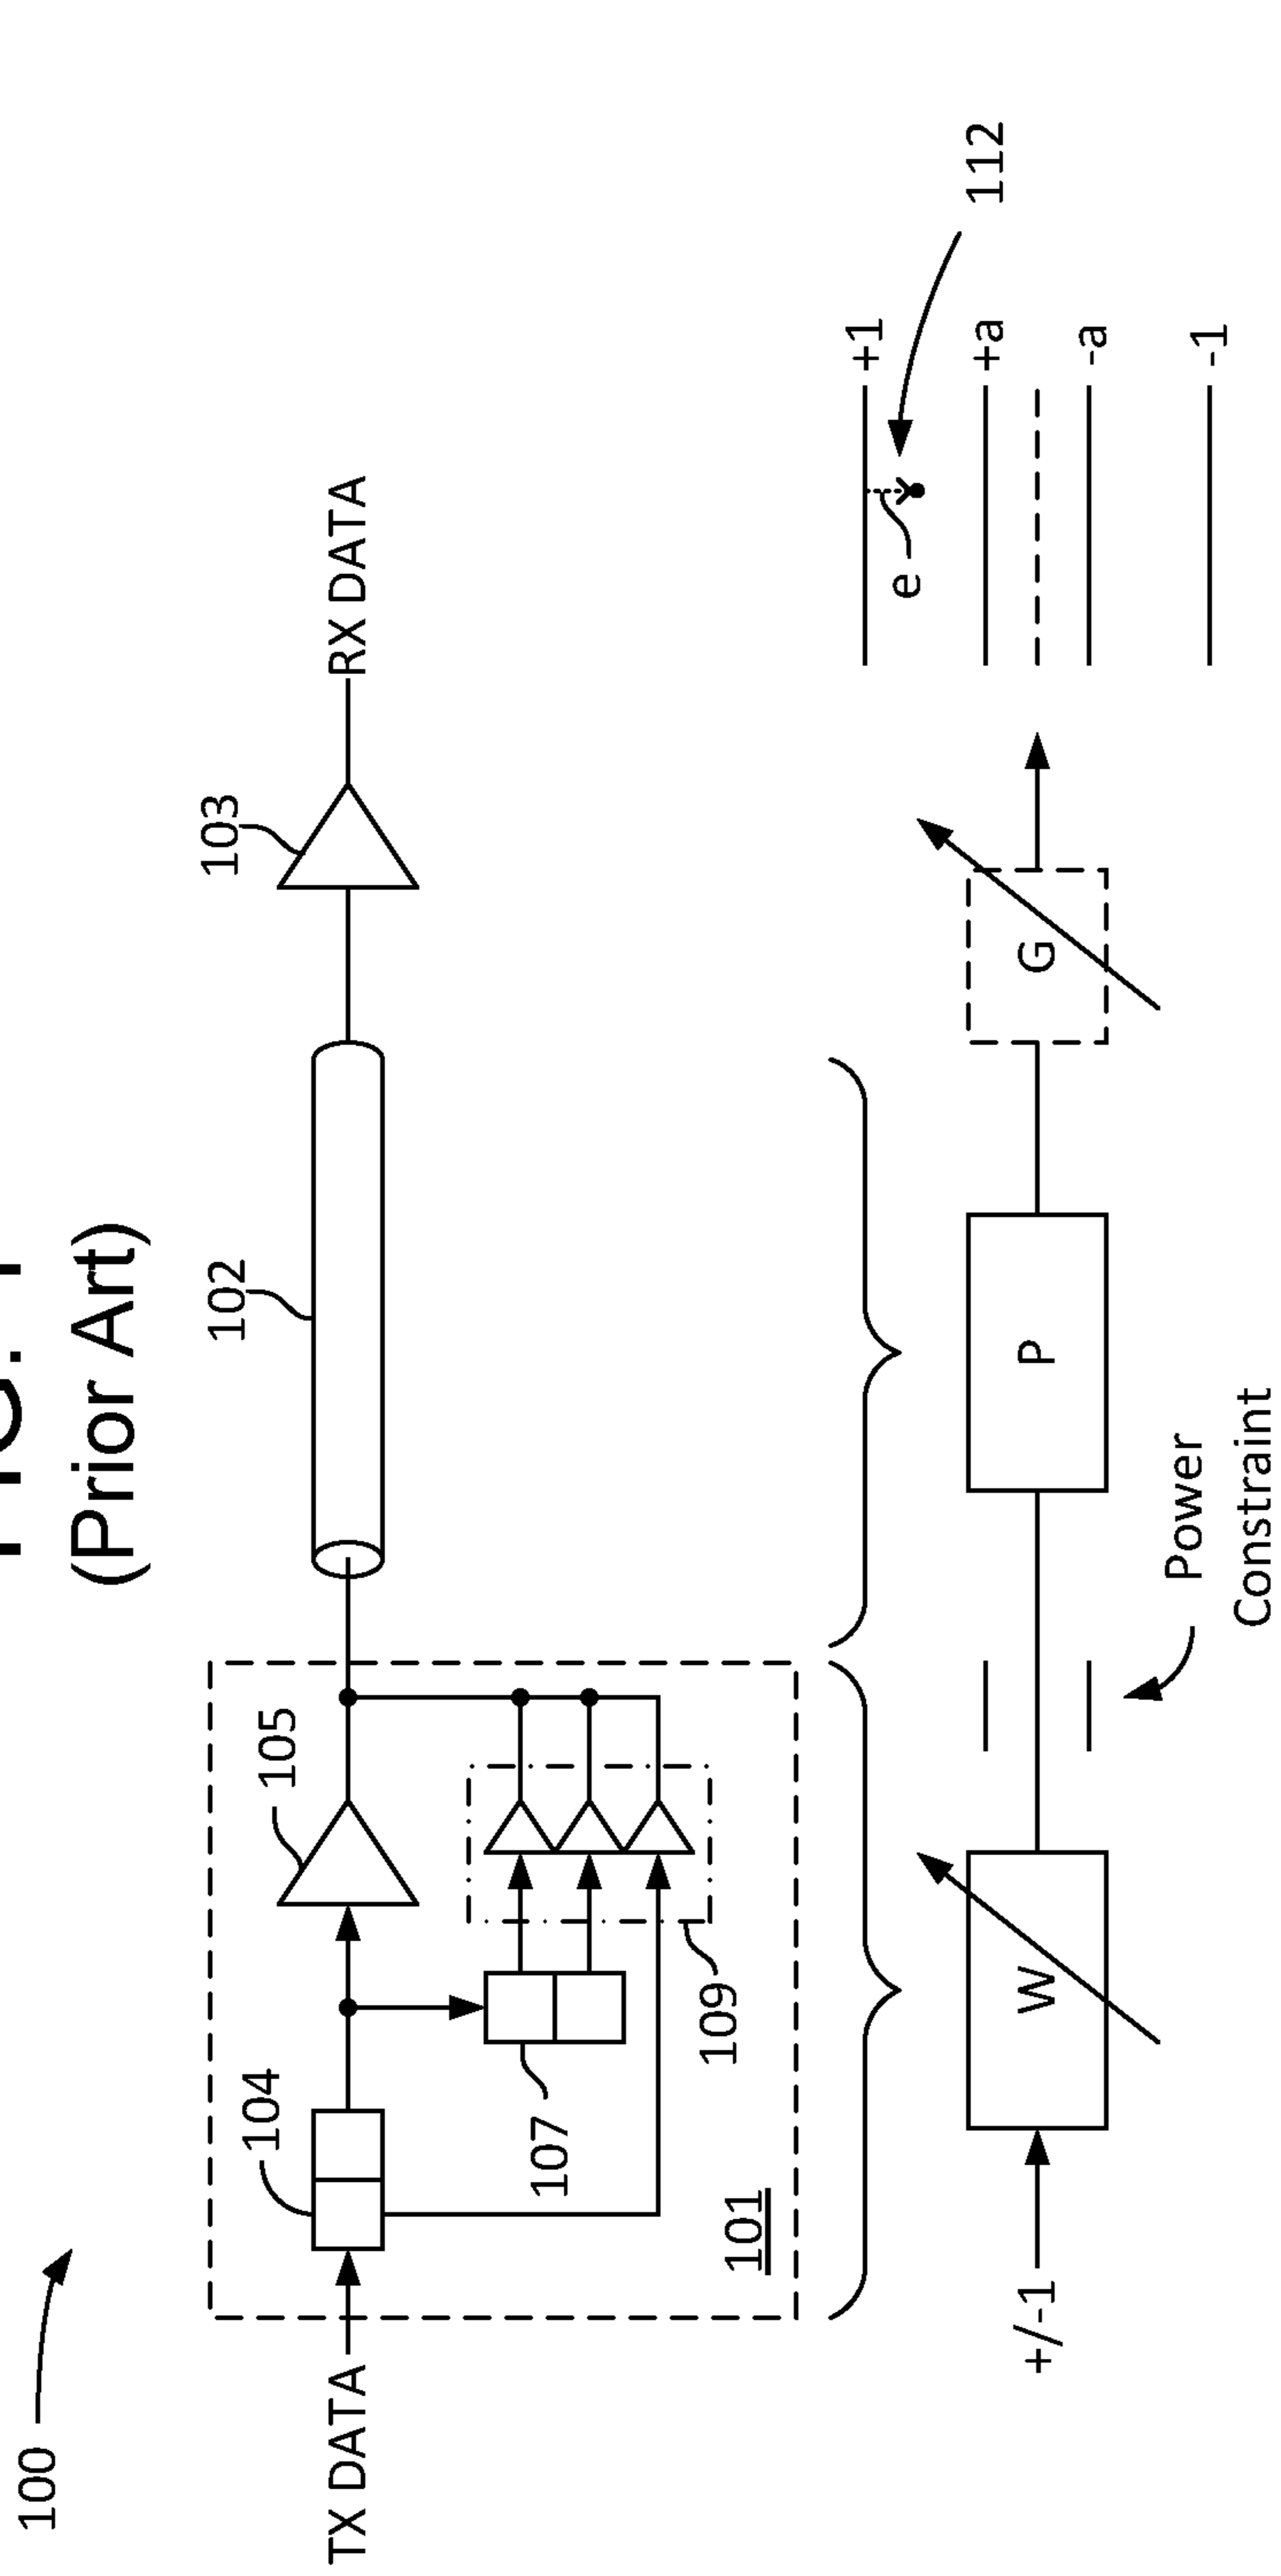 (Prior Art)
100
TX DATA
104
105
107
109
101
102
103
RX DATA
+/-1
W
Power
Constraint
P
G
e
+1
+a
-a
-1
112